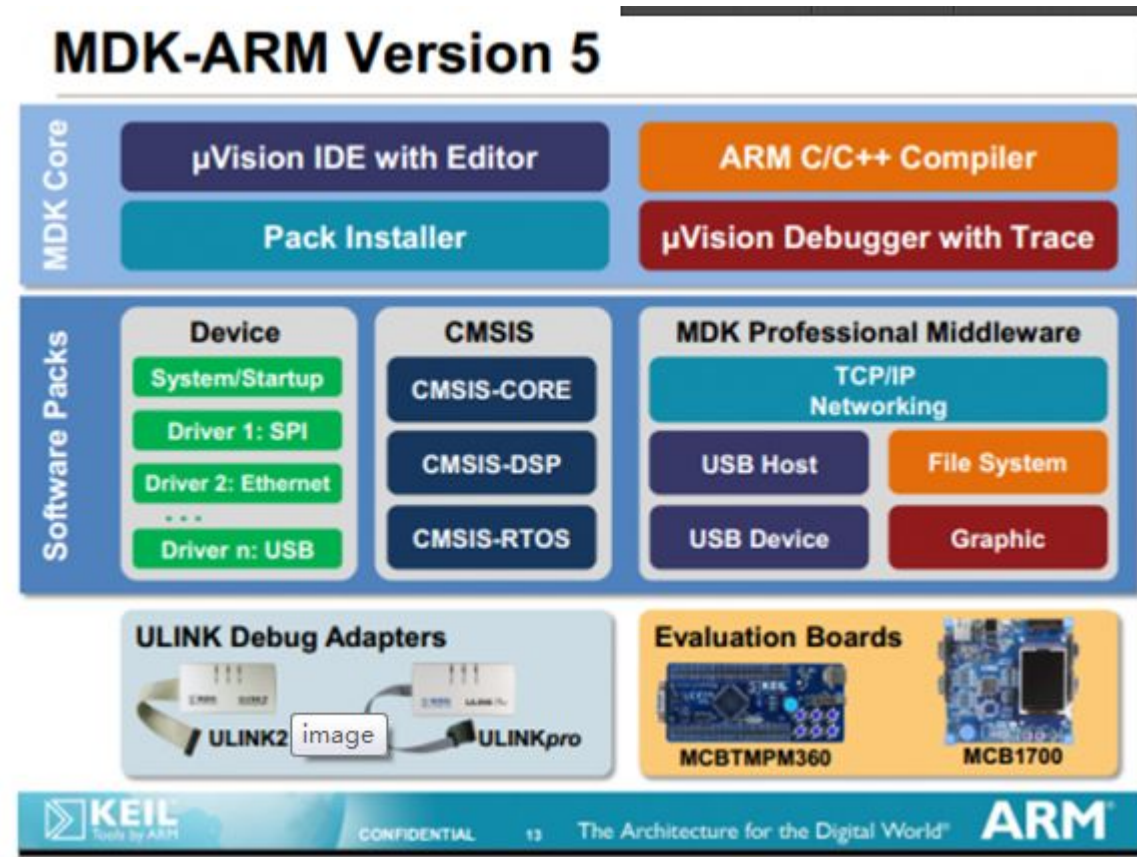 MDK-ARM Version 5
MDK Core
µVision IDE with Editor
ARM C/C++ Compiler
Pack Installer
µVision Debugger with Trace
Software Packs
Device
System/Startup
Driver 1: SPI
Driver 2: Ethernet
...
Driver n: USB
CMSIS
CMSIS-CORE
CMSIS-DSP
CMSIS-RTOS
MDK Professional Middleware
TCP/IP
Networking
USB Host
File System
USB Device
Graphic
ULINK Debug Adapters
ULINK2
image
ULINKpro
Evaluation Boards
KEIL
MCBTMPM360
MCB1700
KEIL
Tools by ARM
CONFIDENTIAL
13
The Architecture for the Digital World®
ARM®